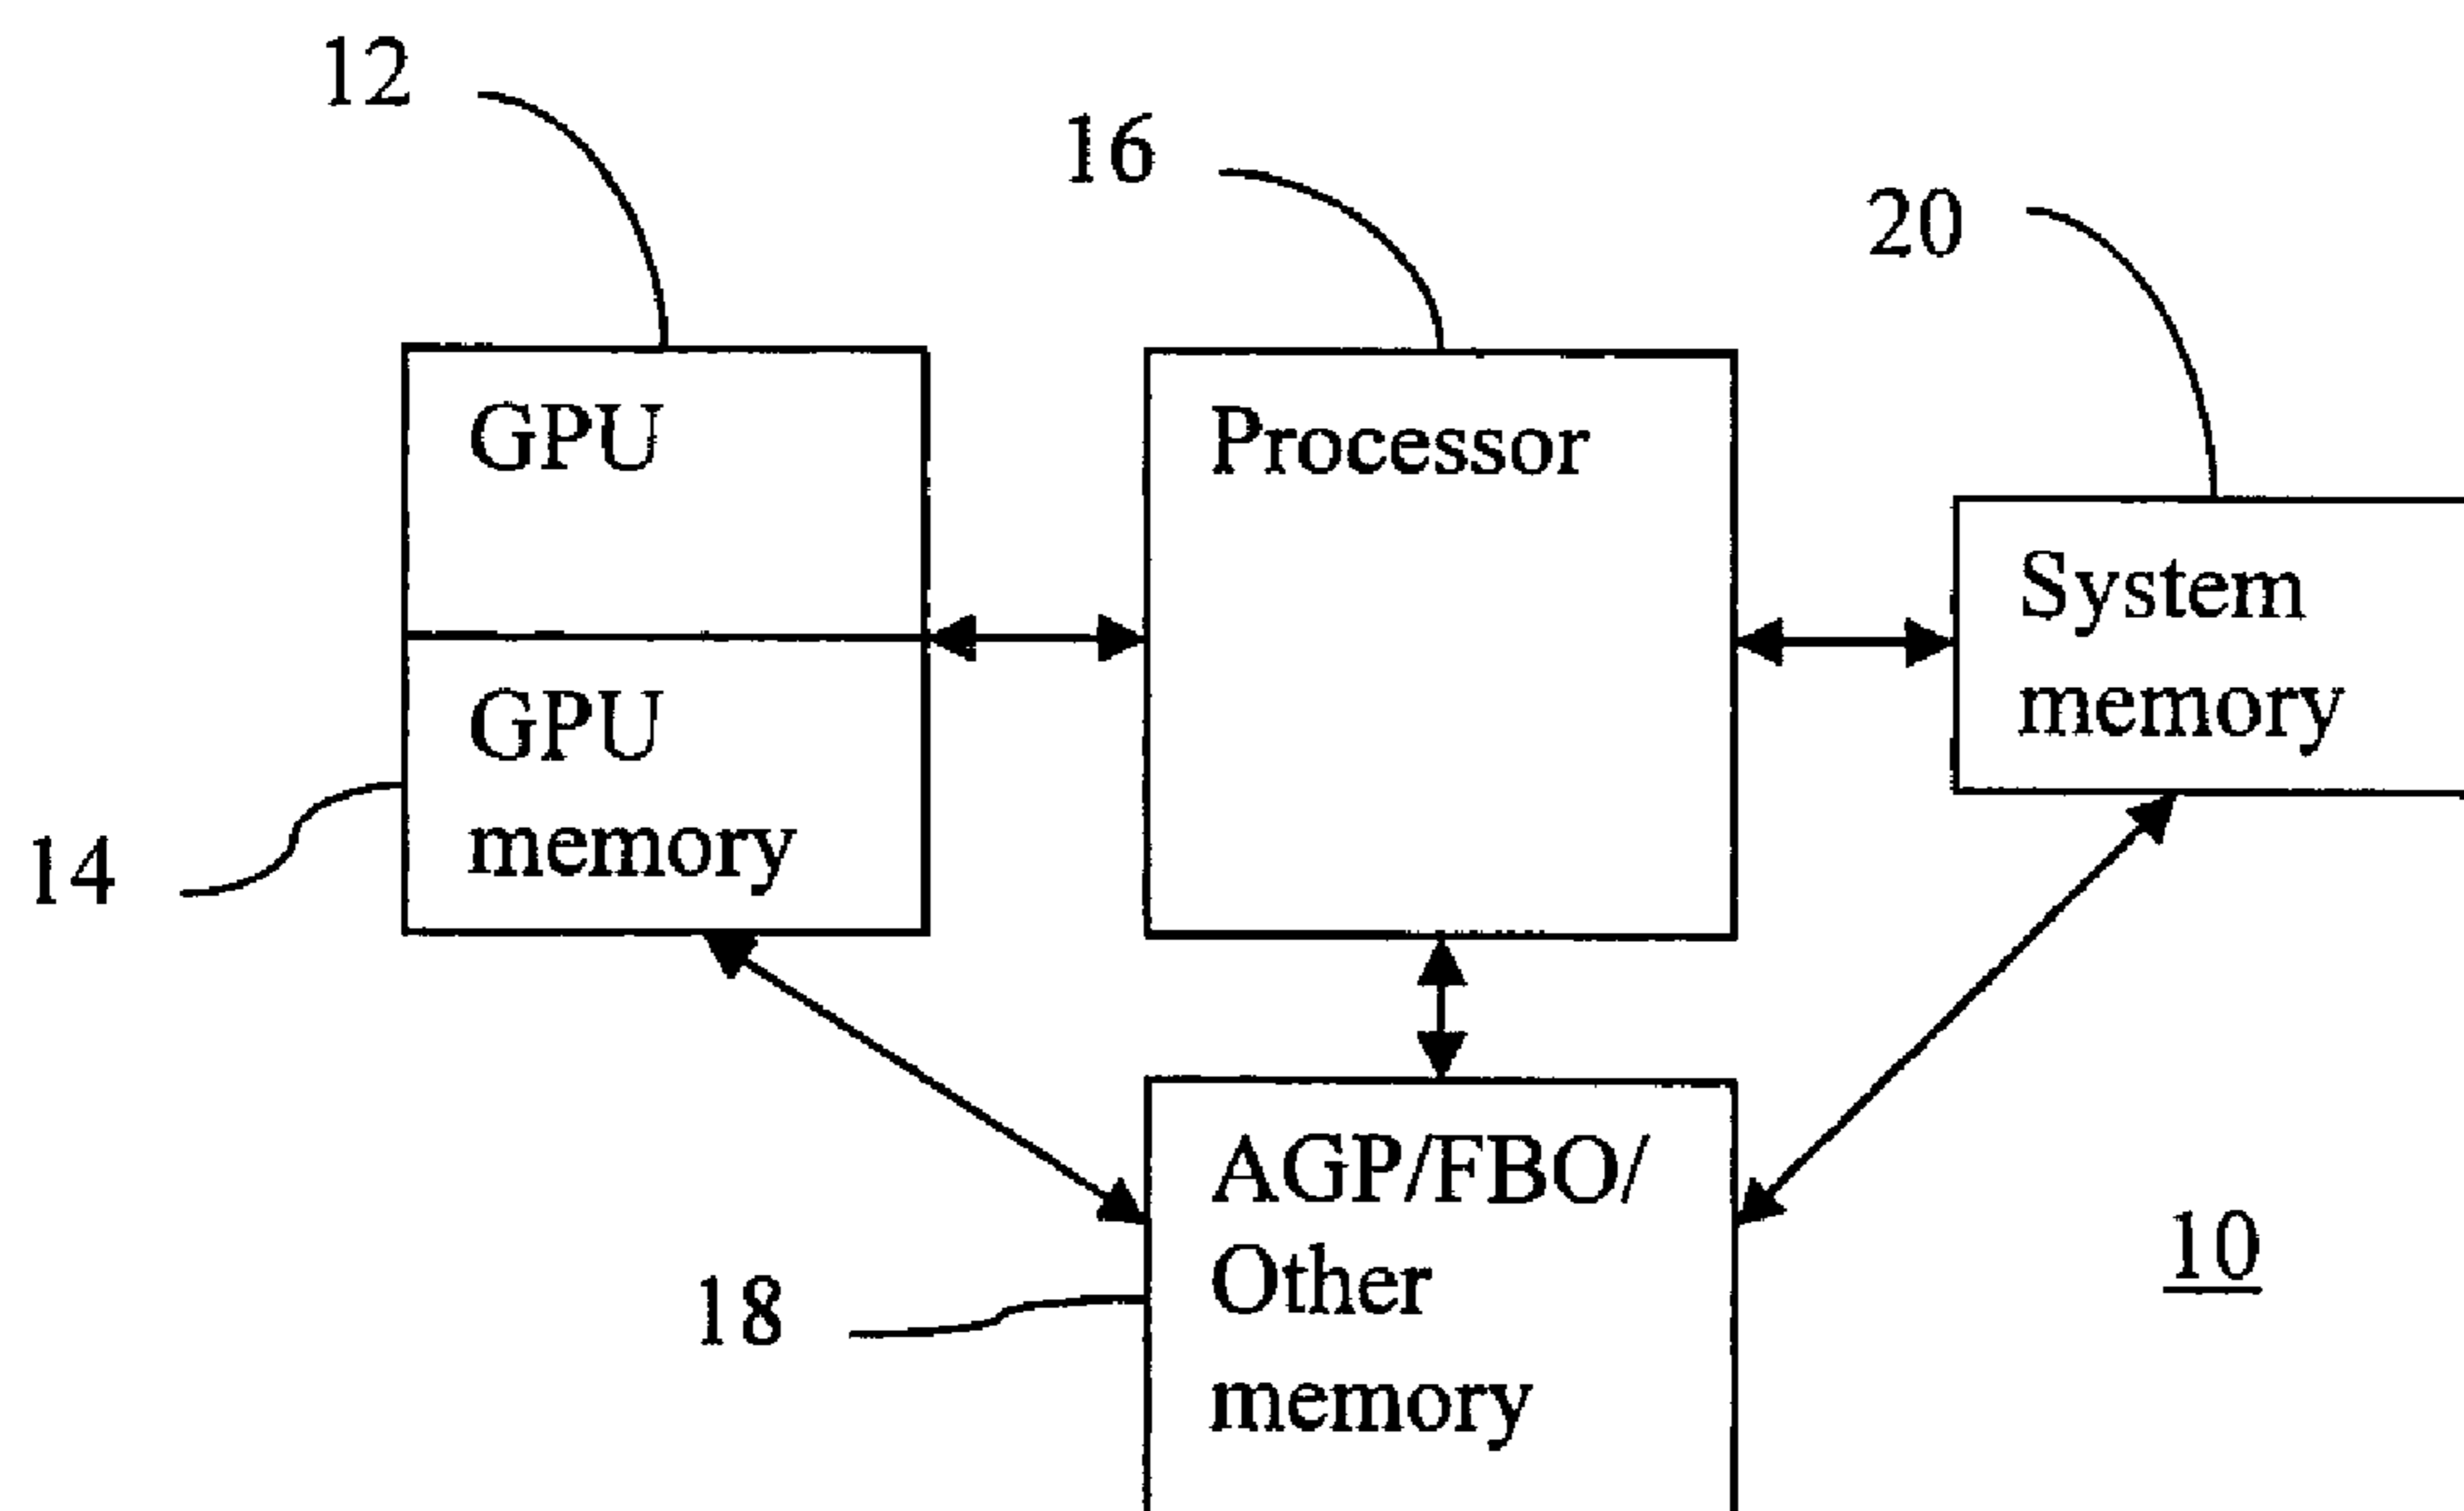 12
16
20
GPU
Processor
System
memory
GPU
memory
14
AGP/FBO/
Other
memory
18
10